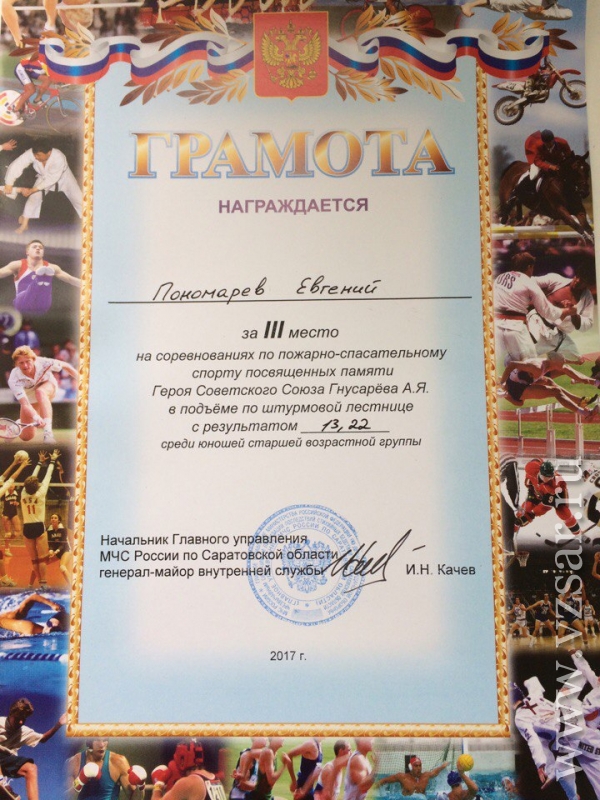 ГРАМОТА
НАГРАЖДАЕТСЯ
Пономарев Евгений
за III место
на соревнованиях по пожарно-спасательному
спорту посвященных памяти
Героя Советского Союза Гнусарёва А.Я.
в подъёме по штурмовой лестнице
с результатом 13,22
среди юношей старшей возрастной группы
Начальник Главного управления
МЧС России по Саратовской области
генерал-майор внутренней службы И.Н. Качев
2017 г.
www.vzsar.ru